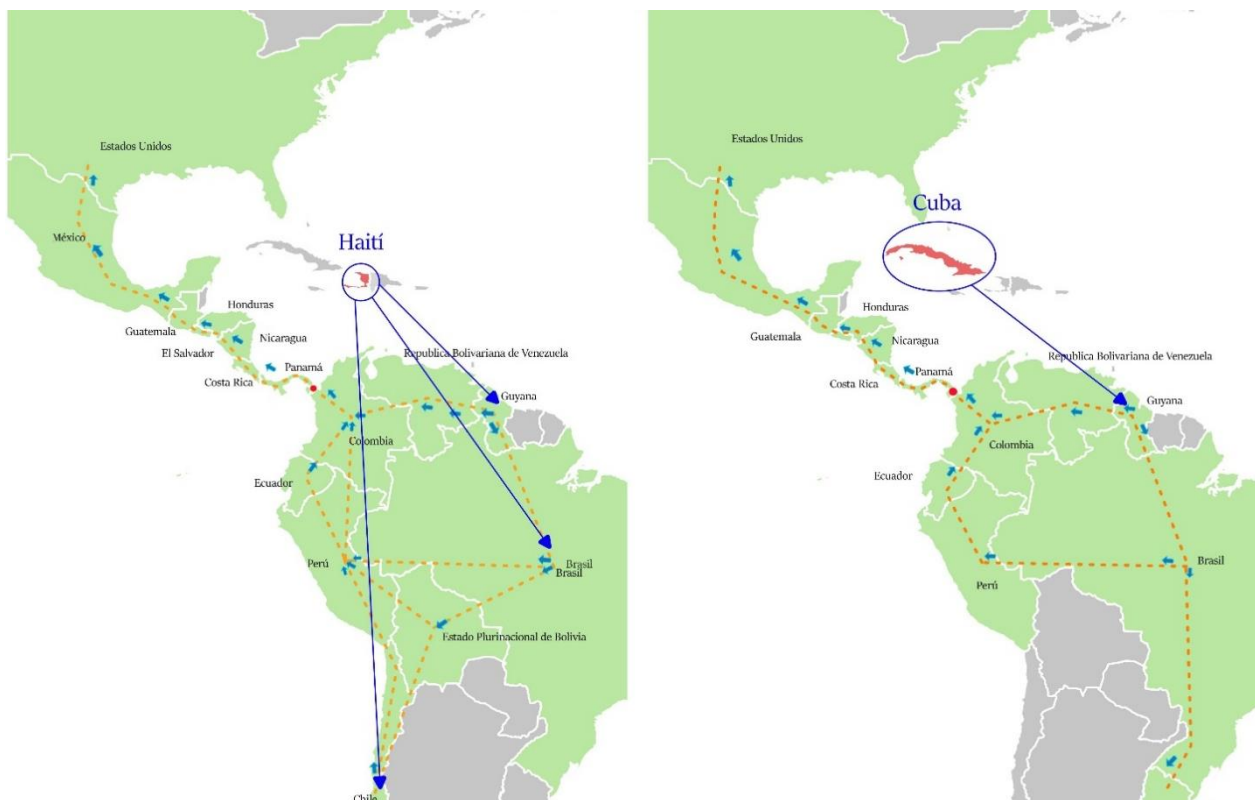 Estados Unidos
México
Haití
Honduras
Guatemala
Nicaragua
El Salvador
Republica Bolivariana de Venezuela
Panamá
Costa Rica
Guyana
Colombia
Ecuador
Perú
Brasil
Brasil
Estado Plurinacional de Bolivia
Chile
Estados Unidos
Cuba
Honduras
Guatemala
Nicaragua
Republica Bolivariana de Venezuela
Panamá
Costa Rica
Guyana
Colombia
Ecuador
Brasil
Perú